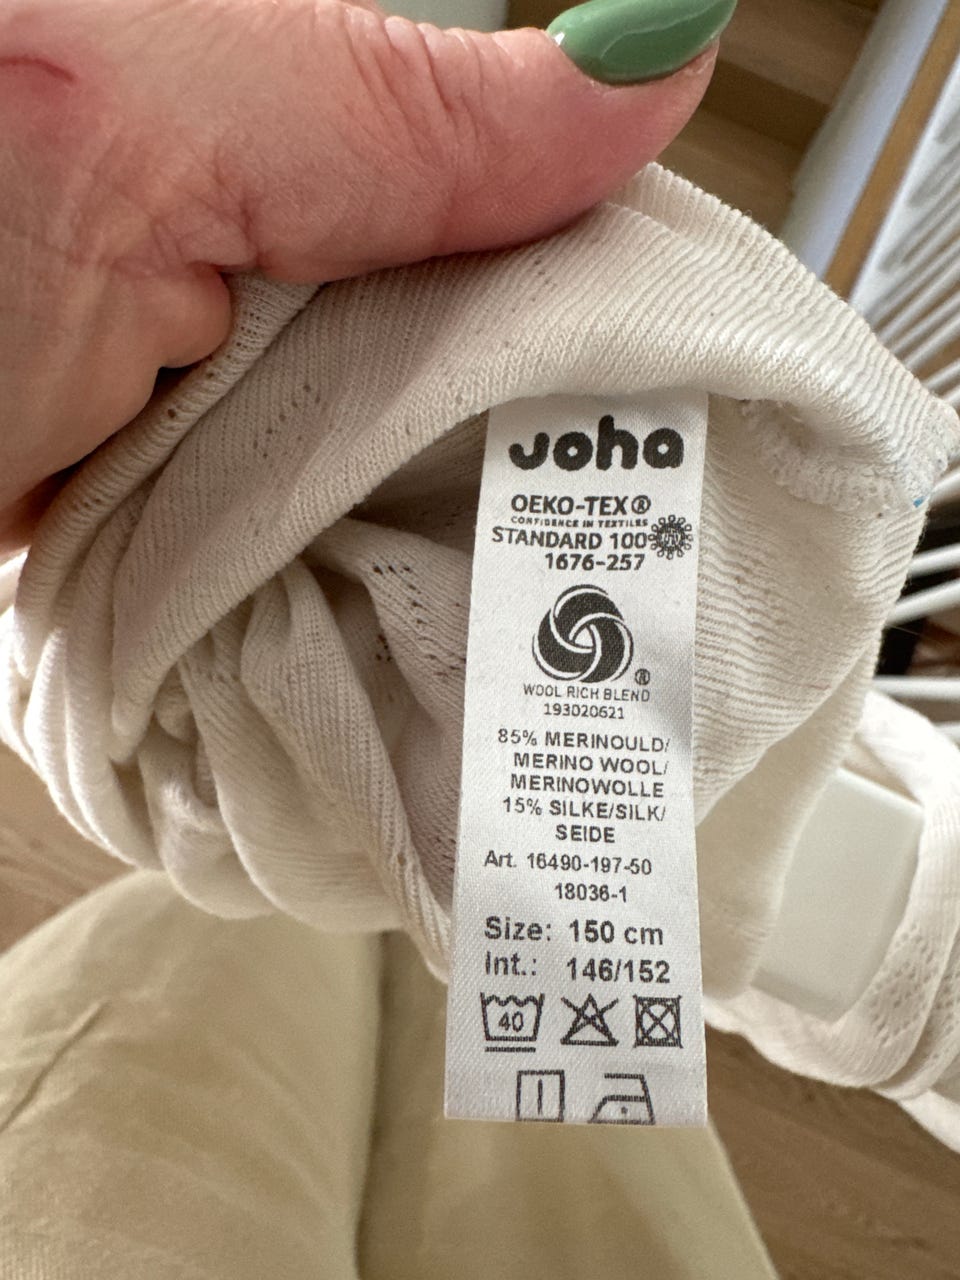 Joha
OEKO-TEX®
CONFIDENCE IN TEXTILES
STANDARD 100
1676-257
®
WOOL RICH BLEND
193020621
85% MERINOULD/
MERINO WOOL/
MERINOWOLLE
15% SILKE/SILK/
SEIDE
Art. 16490-197-50
18036-1
Size: 150 cm
Int.: 146/152
40